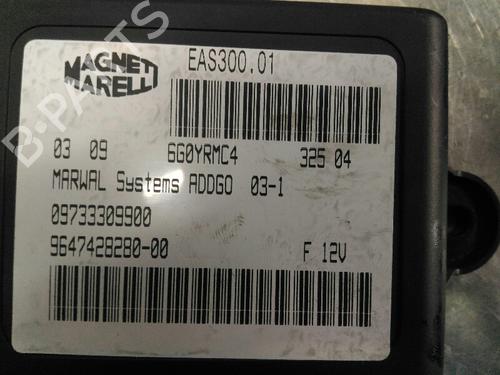 MAGNETI MARELLI
EAS300.01
03 09 6G0YRMC4 325 04
MARWAL Systems ADDGO 03-1
09733309900
9647428280-00 F 12V
B-PARTS